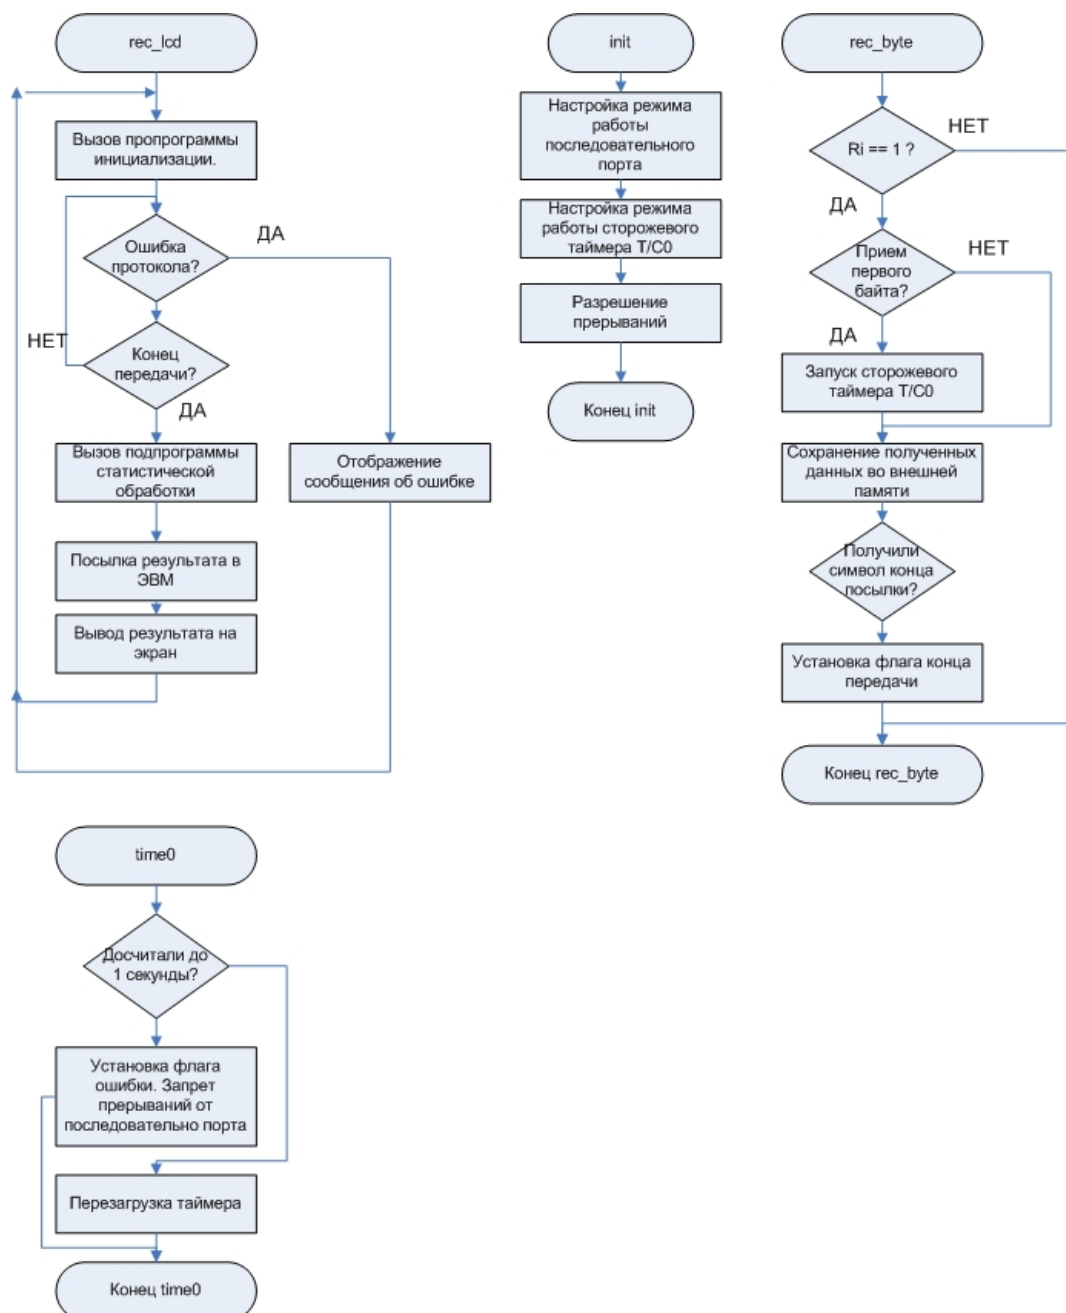 rec_lcd
Вызов пропрограммы
инициализации.
Ошибка
протокола?
ДА
НЕТ
Конец
передачи?
ДА
Вызов подпрограммы
статистической
обработки
Отображение
сообщения об ошибке
Посылка результата в
ЭВМ
Вывод результата на
экран
init
Настройка режима
работы
последовательного
порта
Настройка режима
работы сторожевого
таймера T/C0
Разрешение
прерываний
Конец init
rec_byte
Ri == 1 ?
НЕТ
ДА
Прием
первого
байта?
НЕТ
ДА
Запуск сторожевого
таймера T/C0
Сохранение полученных
данных во внешней
памяти
Получили
символ конца
посылки?
Установка флага конца
передачи
Конец rec_byte
time0
Досчитали до
1 секунды?
Установка флага
ошибки. Запрет
прерываний от
последовательно порта
Перезагрузка таймера
Конец time0